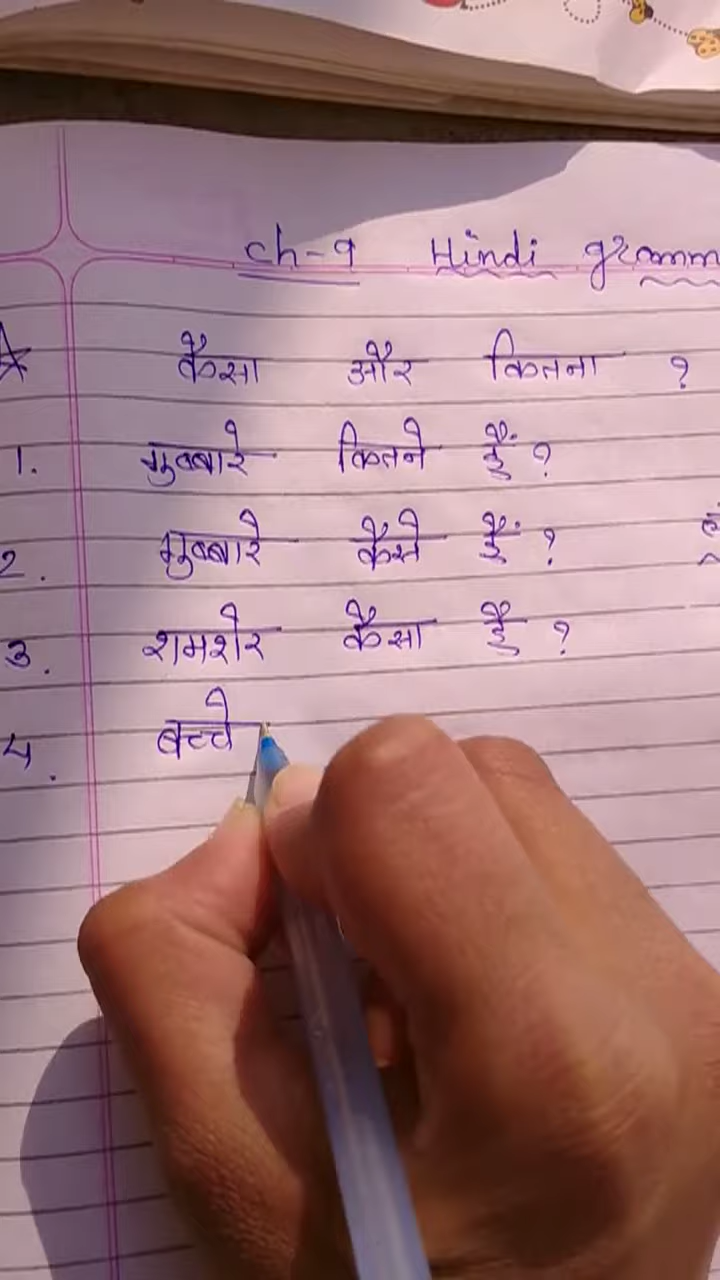 ch-9 Hindi gramm
कैसा और कितना ?
1. गुब्बारे कितने हैं ?
2. गुब्बारे कैसे हैं ?
3. शमशेर कैसा है ?
4. बच्चे